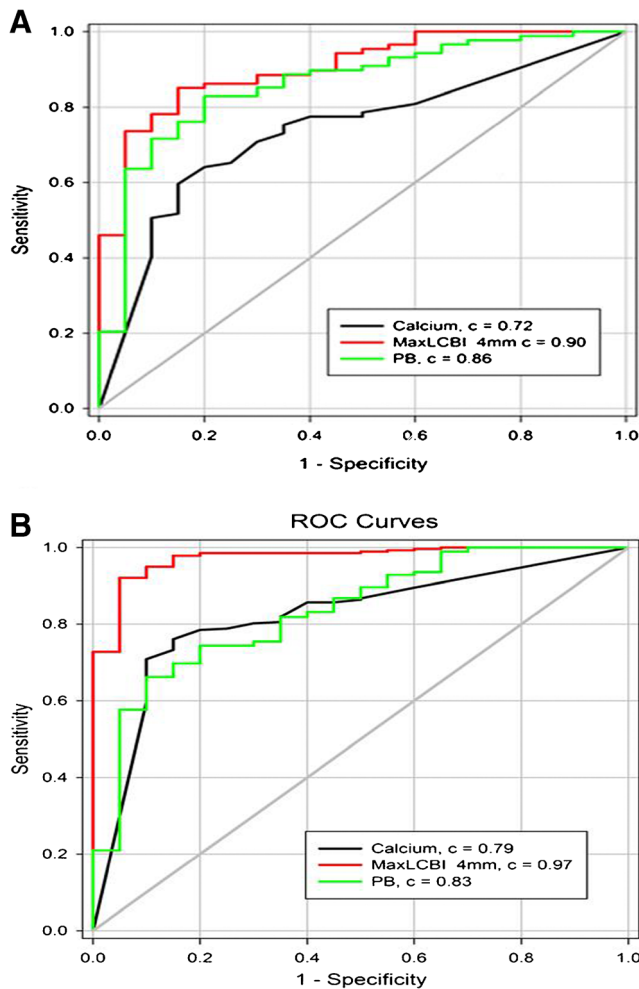 A
1.0
0.8
0.6
0.4
0.2
0.0
Sensitivity
Calcium, c = 0.72
MaxLCBI 4mm c = 0.90
PB, c = 0.86
0.0 0.2 0.4 0.6 0.8 1.0
1 - Specificity
B
ROC Curves
1.0
0.8
0.6
0.4
0.2
0.0
Sensitivity
Calcium, c = 0.79
MaxLCBI 4mm, c = 0.97
PB, c = 0.83
0.0 0.2 0.4 0.6 0.8 1.0
1 - Specificity